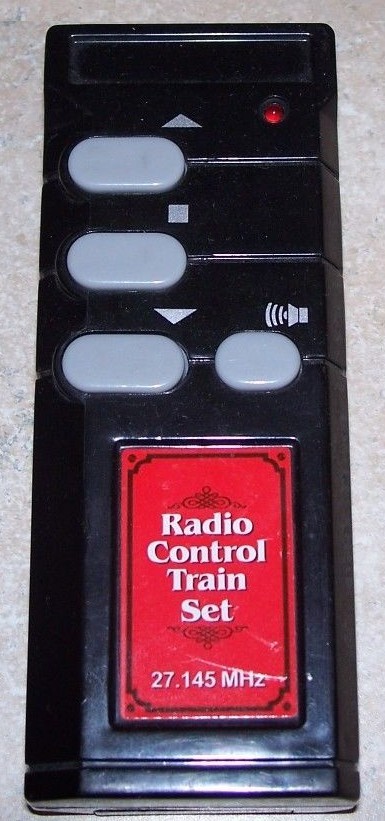 Radio
Control
Train
Set
27.145 MHz